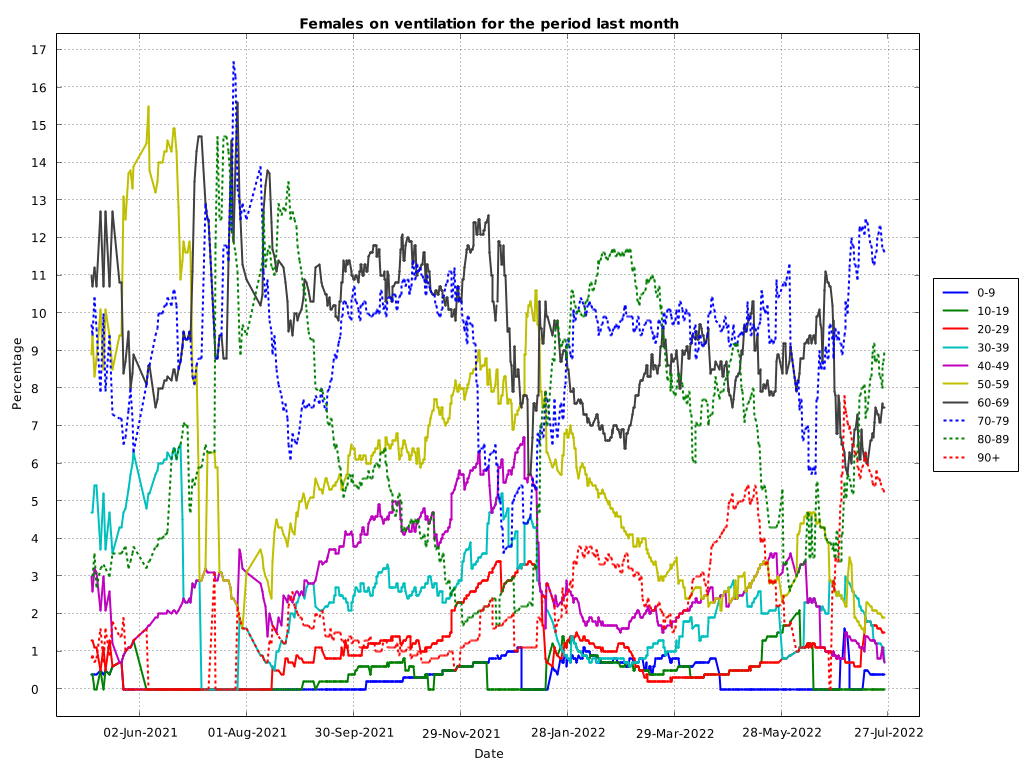 Females on ventilation for the period last month
17
16
15
14
13
12
11
10
9
8
7
6
5
4
3
2
1
0
Percentage
02-Jun-2021
01-Aug-2021
30-Sep-2021
29-Nov-2021
28-Jan-2022
29-Mar-2022
28-May-2022
27-Jul-2022
Date
0-9
10-19
20-29
30-39
40-49
50-59
60-69
70-79
80-89
90+